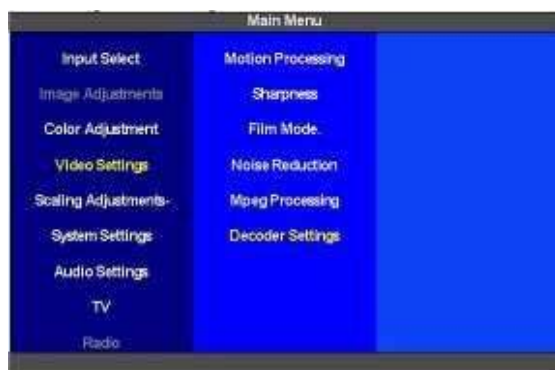 Main Menu
Input Select
Image Adjustments
Color Adjustment
Video Settings
Scaling Adjustments-
System Settings
Audio Settings
TV
Radio
Motion Processing
Sharpness
Film Mode.
Noise Reduction
Mpeg Processing
Decoder Settings